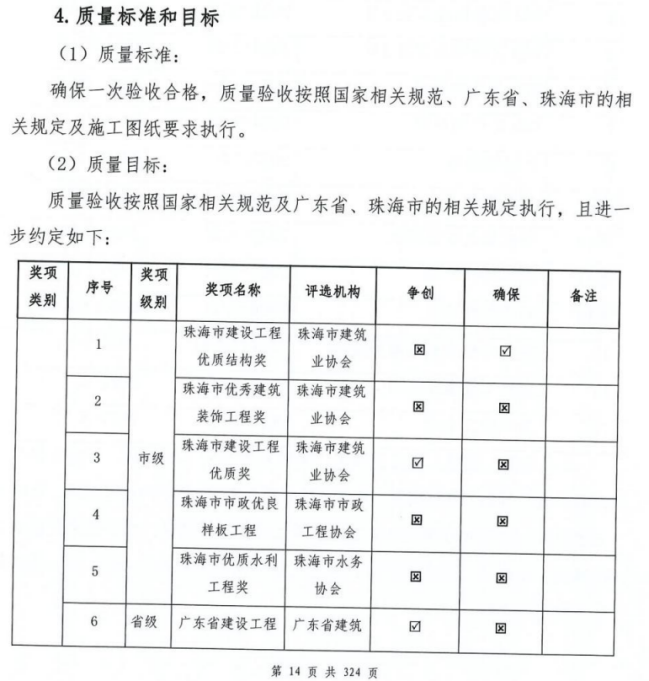 4.质量标准和目标
（1）质量标准：
确保一次验收合格，质量验收按照国家相关规范、广东省、珠海市的相
关规定及施工图纸要求执行。
（2）质量目标：
质量验收按照国家相关规范及广东省、珠海市的相关规定执行，且进一
步约定如下：
奖项类别 序号 奖项级别 奖项名称 评选机构 争创 确保 备注
1 市级 珠海市建设工程优质结构奖 珠海市建筑业协会 ☒ ☑
2 珠海市优秀建筑装饰工程奖 珠海市建筑业协会 ☒ ☒
3 珠海市建设工程优质奖 珠海市建筑业协会 ☑ ☒
4 珠海市市政优良样板工程 珠海市市政工程协会 ☒ ☒
5 珠海市优质水利工程奖 珠海市水务协会 ☒ ☒
6 省级 广东省建设工程 广东省建筑 ☑ ☒
第 14 页 共 324 页